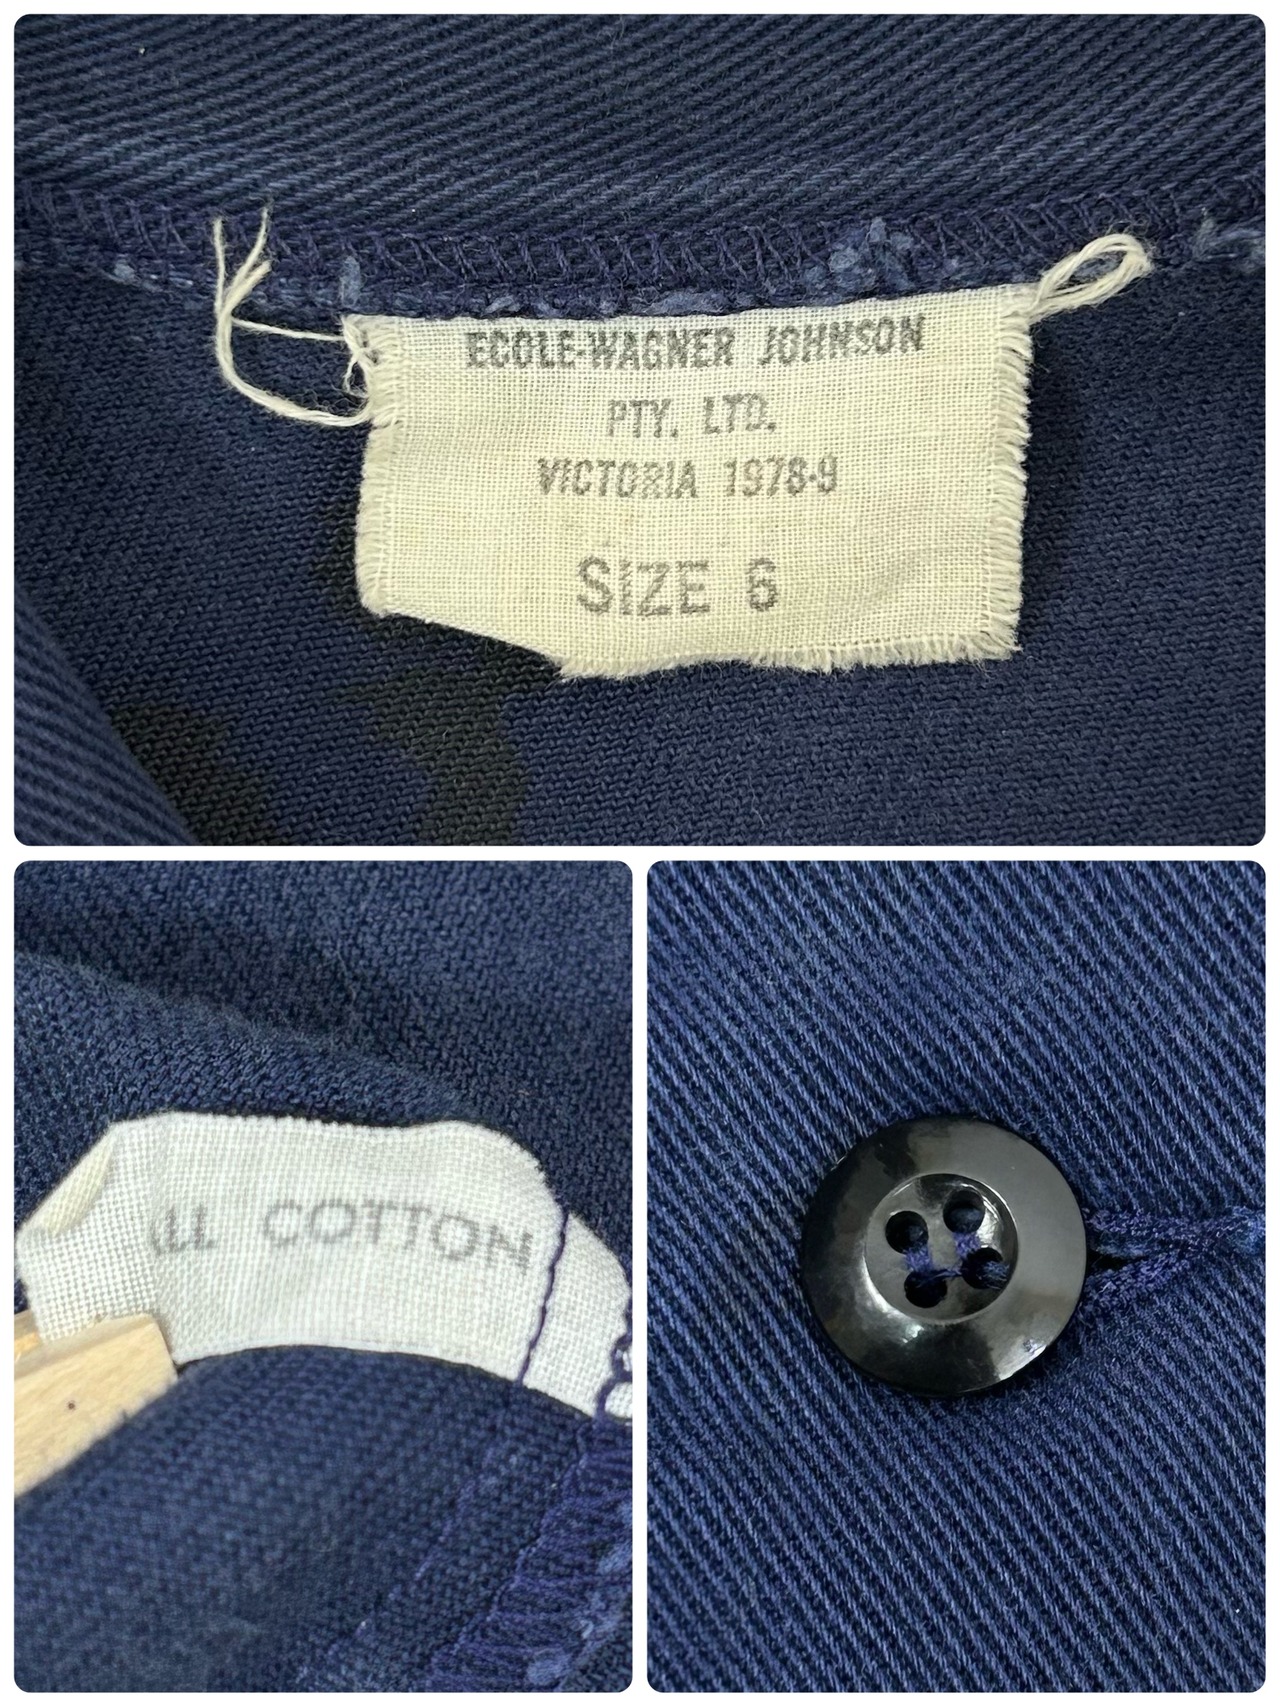 ECOLE-WAGNER JOHNSON
PTY. LTD.
VICTORIA 1978-9
SIZE 6
COTTON